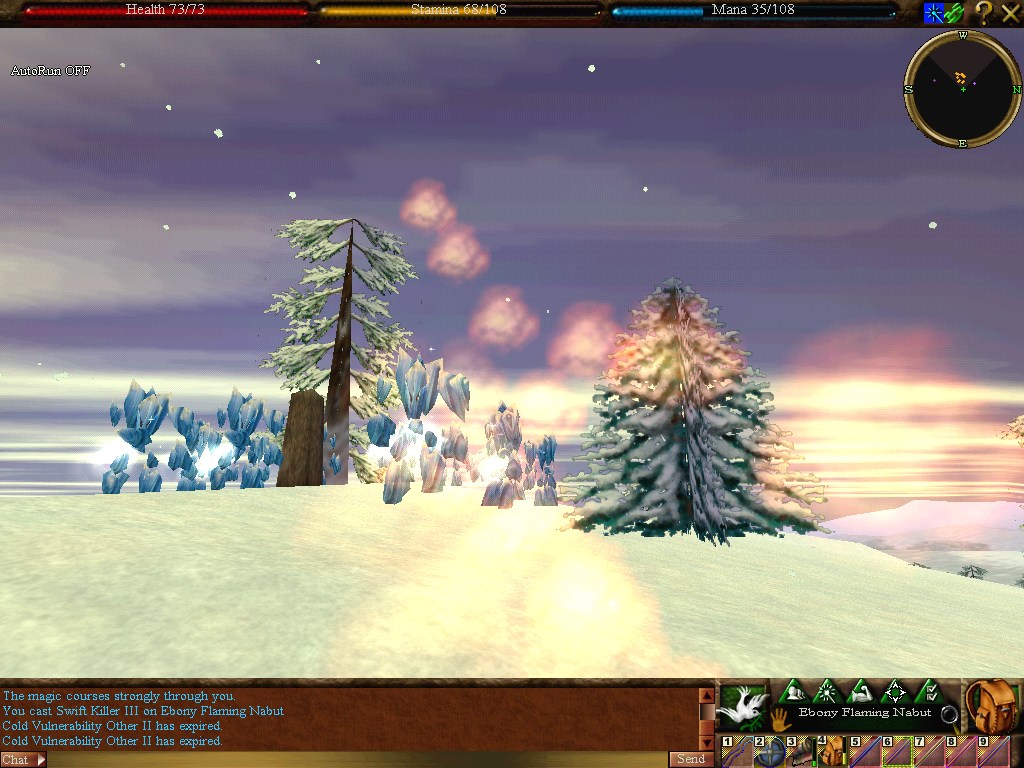 Health 73/73
Stamina 68/108
Mana 35/108
AutoRun OFF
W
S
N
E
The magic courses strongly through you.
You cast Swift Killer III on Ebony Flaming Nabut
Cold Vulnerability Other II has expired.
Cold Vulnerability Other II has expired.
Ebony Flaming Nabut
1 2 3 4 5 6 7 8 9
Chat
Send